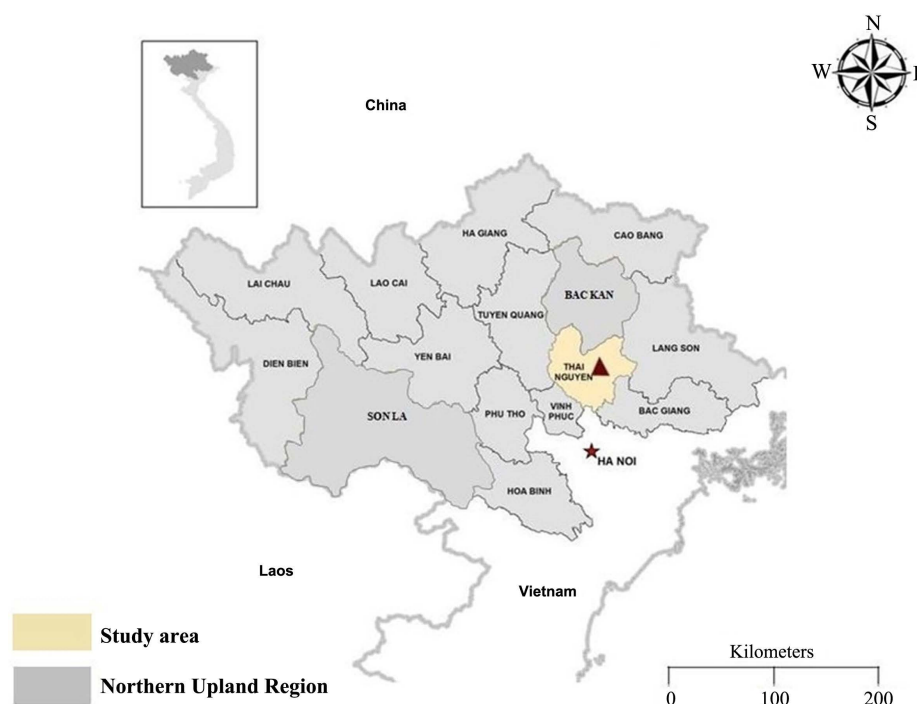 N
W
S
China
HA GIANG
CAO BANG
LAI CHAU
LAO CAI
BAC KAN
TUYEN QUANG
LANG SON
DIEN BIEN
YEN BAI
THAI
NGUYEN
SON LA
PHU THO
VINH
PHUC
BAC GIANG
HA NOI
HOA BINH
Laos
Vietnam
Study area
Northern Upland Region
Kilometers
0 100 200